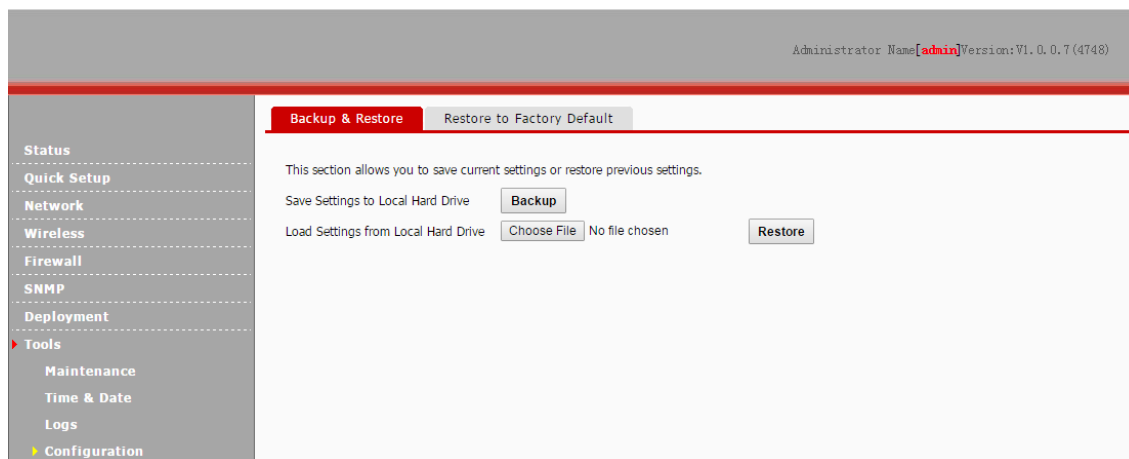 Administrator Name[admin]Version:V1.0.0.7(4748)
Backup & Restore
Restore to Factory Default
Status
Quick Setup
Network
Wireless
Firewall
SNMP
Deployment
Tools
Maintenance
Time & Date
Logs
Configuration
This section allows you to save current settings or restore previous settings.
Save Settings to Local Hard Drive Backup
Load Settings from Local Hard Drive Choose File No file chosen Restore